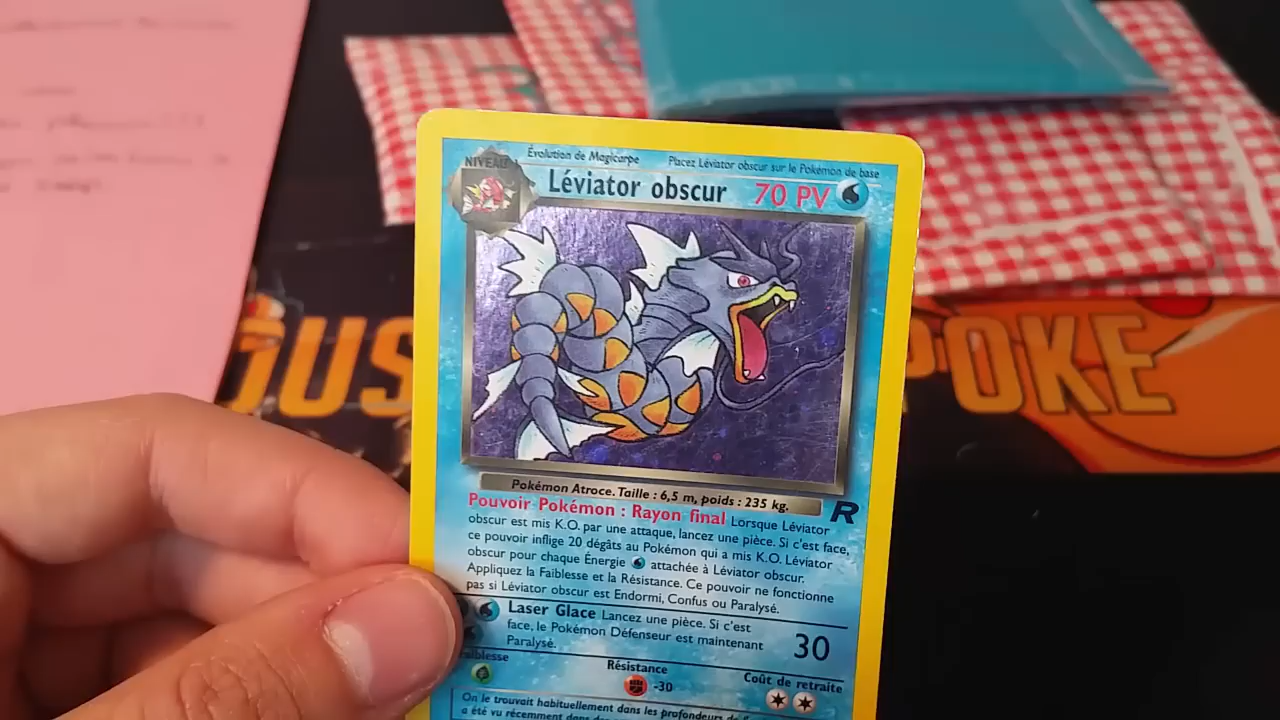 Évolution de Magicarpe
Placez Léviator obscur sur le Pokémon de base
NIVEAU
Léviator obscur
70 PV
Pokémon Atroce. Taille : 6,5 m, poids : 235 kg.
R
Pouvoir Pokémon : Rayon final Lorsque Léviator
obscur est mis K.O. par une attaque, lancez une pièce. Si c'est face,
ce pouvoir inflige 20 dégâts au Pokémon qui a mis K.O. Léviator
obscur pour chaque Énergie attachée à Léviator obscur.
Appliquez la Faiblesse et la Résistance. Ce pouvoir ne fonctionne
pas si Léviator obscur est Endormi, Confus ou Paralysé.
Laser Glace Lancez une pièce. Si c'est
face, le Pokémon Défenseur est maintenant
Paralysé.
30
Faiblesse
Résistance
-30
Coût de retraite
On le trouvait habituellement dans les profondeurs de
a été vu récemment dans
OUS
POKE